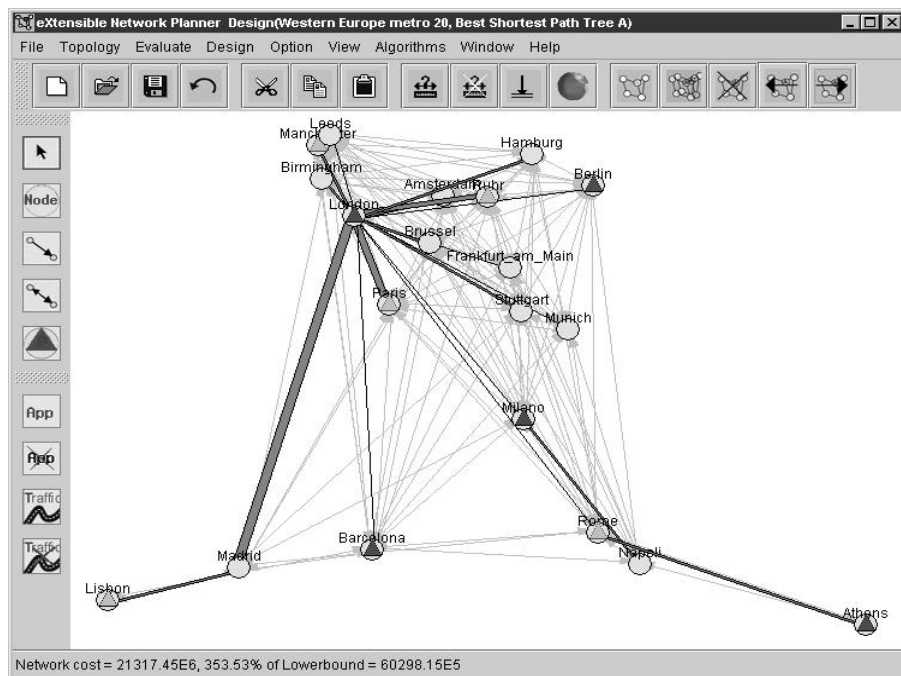 eXtensible Network Planner Design(Western Europe metro 20, Best Shortest Path Tree A)
File Topology Evaluate Design Option View Algorithms Window Help
Leeds
Manchester
Hamburg
Birmingham
Berlin
Amsterdam
Ruhr
Node
London
Brussel
Frankfurt_am_Main
Paris
Stuttgart
Munich
App
Milano
App
Traffic
Rome
Barcelona
Napoli
Madrid
Traffic
Lisbon
Athens
Network cost = 21317.45E6, 353.53% of Lowerbound = 60298.15E5